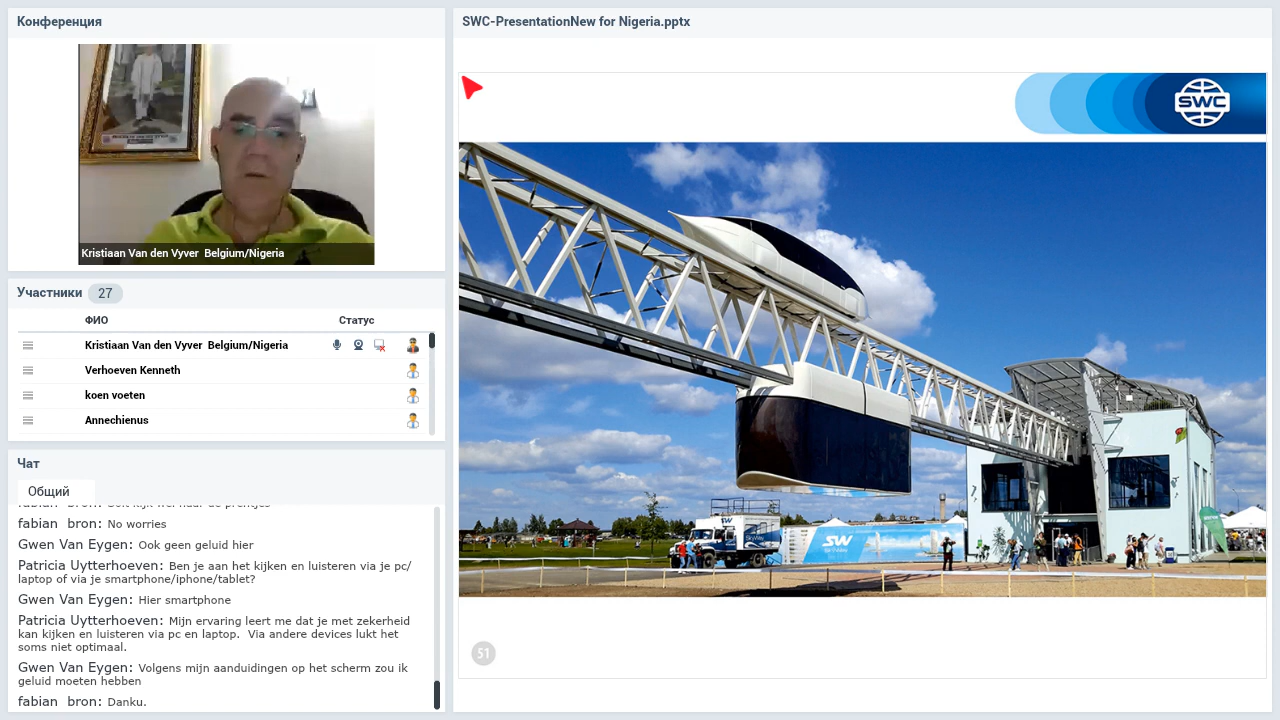 Конференция
Kristiaan Van den Vyver  Belgium/Nigeria
Участники 27
ФИО Статус
Kristiaan Van den Vyver  Belgium/Nigeria
Verhoeven Kenneth
koen voeten
Annechienus
Чат
Общий
fabian  bron: No worries
Gwen Van Eygen: Ook geen geluid hier
Patricia Uytterhoeven: Ben je aan het kijken en luisteren via je pc/
laptop of via je smartphone/iphone/tablet?
Gwen Van Eygen: Hier smartphone
Patricia Uytterhoeven: Mijn ervaring leert me dat je met zekerheid
kan kijken en luisteren via pc en laptop.  Via andere devices lukt het
soms niet optimaal.
Gwen Van Eygen: Volgens mijn aanduidingen op het scherm zou ik
geluid moeten hebben
fabian  bron: Danku.
SWC-PresentationNew for Nigeria.pptx
SWC
SW
SW
51